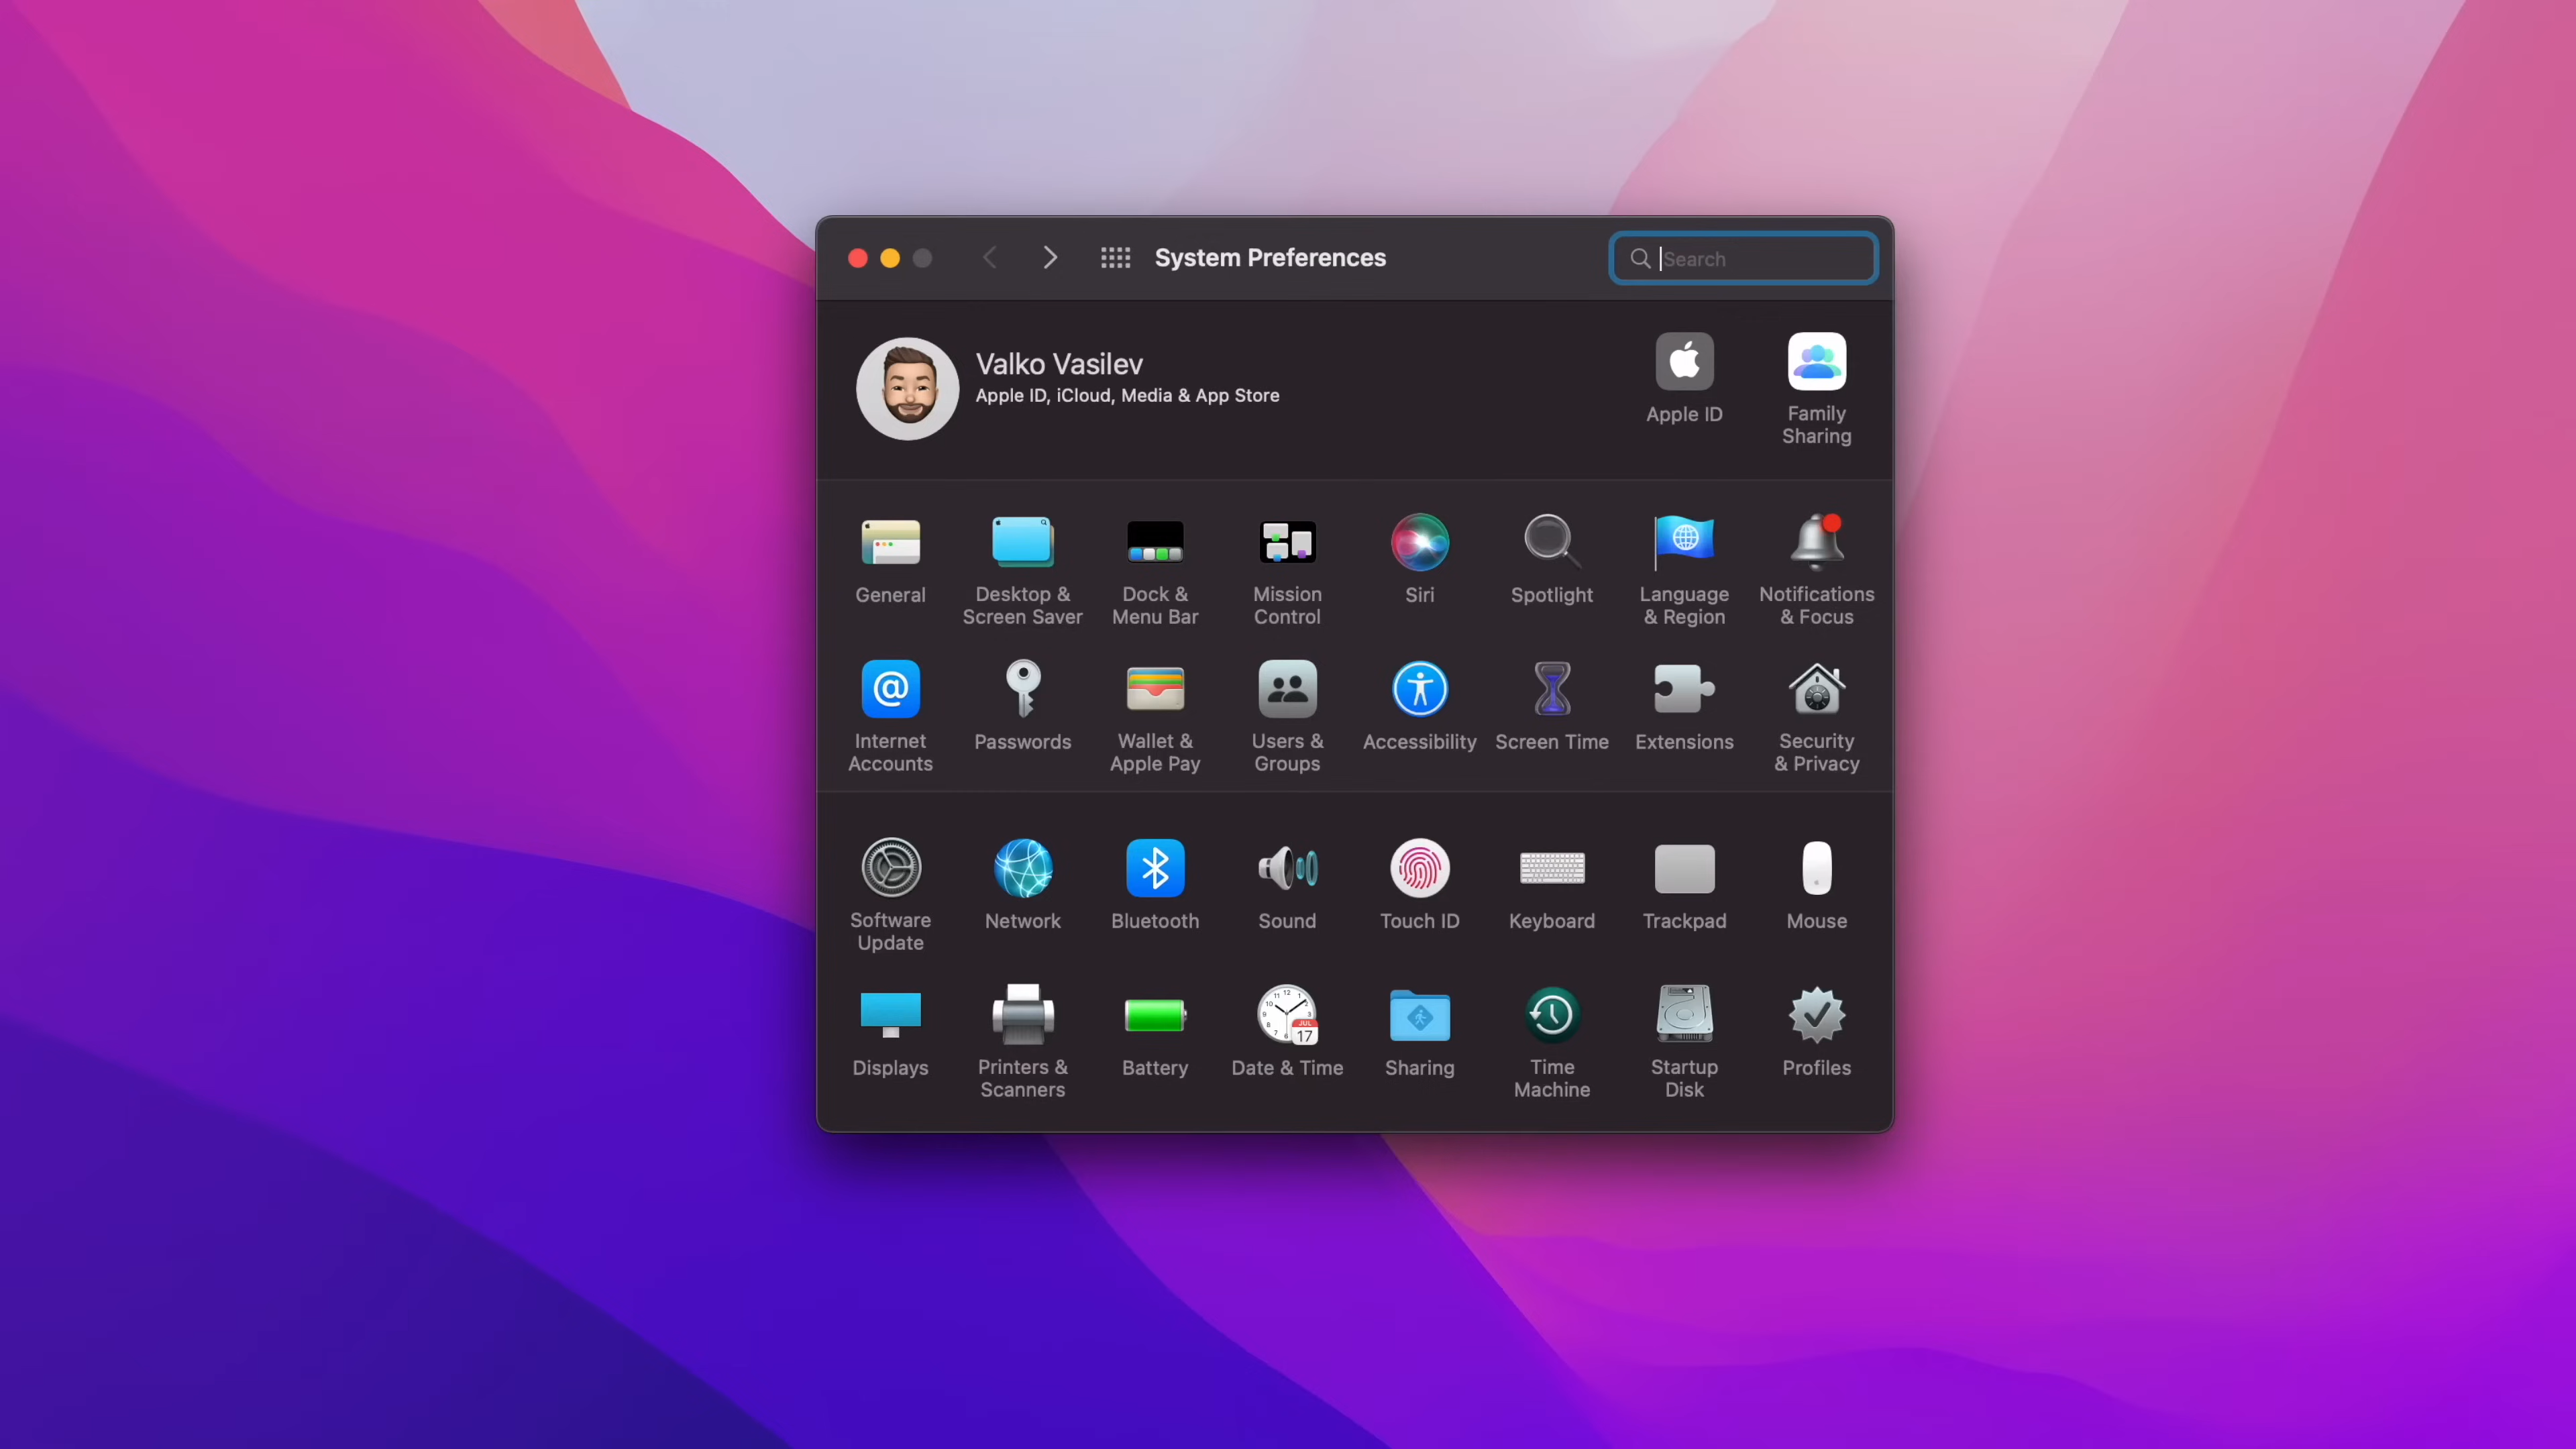 System Preferences
Search
Valko Vasilev
Apple ID, iCloud, Media & App Store
Apple ID
Family
Sharing
General
Desktop &
Screen Saver
Dock &
Menu Bar
Mission
Control
Siri
Spotlight
Language
& Region
Notifications
& Focus
Internet
Accounts
Passwords
Wallet &
Apple Pay
Users &
Groups
Accessibility
Screen Time
Extensions
Security
& Privacy
Software
Update
Network
Bluetooth
Sound
Touch ID
Keyboard
Trackpad
Mouse
Displays
Printers &
Scanners
Battery
JUL
17
Date & Time
Sharing
Time
Machine
Startup
Disk
Profiles